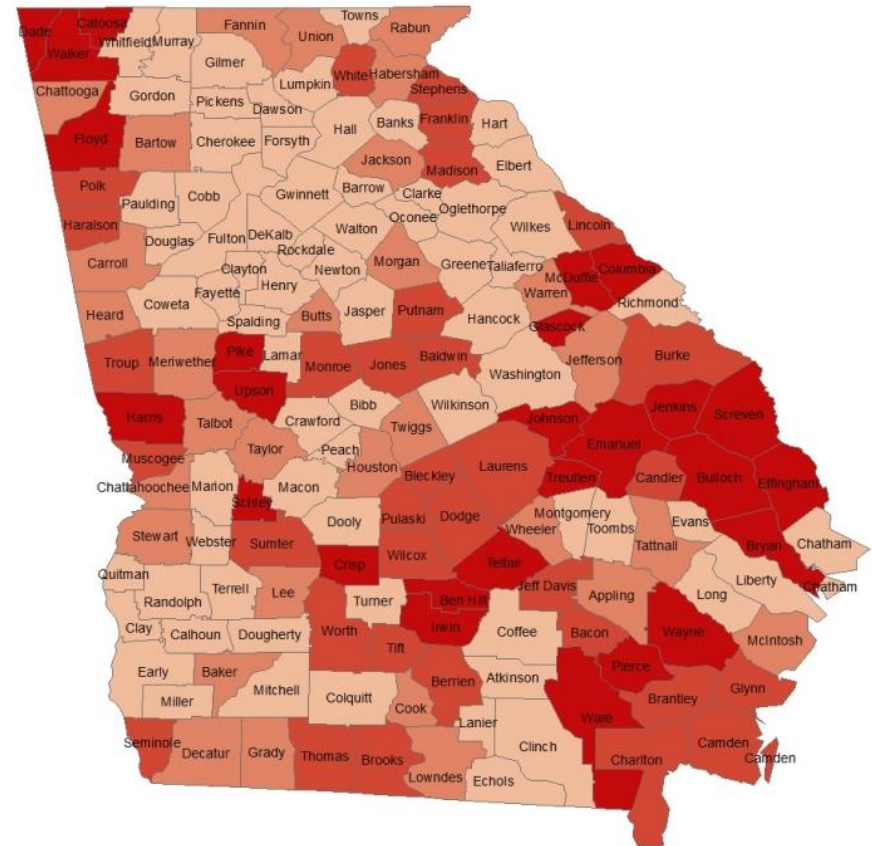 Towns
Fannin
Rabun
Union
Dade
Catoosa
Whitfield
Murray
Walker
Gilmer
White
Habersham
Lumpkin
Stephens
Chattooga
Gordon
Pickens
Dawson
Hall
Banks
Franklin
Hart
Floyd
Bartow
Cherokee
Forsyth
Jackson
Madison
Elbert
Polk
Barrow
Clarke
Paulding
Cobb
Gwinnett
Oglethorpe
Haralson
Oconee
Wilkes
Lincoln
Walton
Douglas
Fulton
DeKalb
Rockdale
Carroll
Clayton
Newton
Morgan
Greene
Taliaferro
McDuffie
Columbia
Henry
Fayette
Warren
Richmond
Heard
Coweta
Spalding
Butts
Jasper
Putnam
Hancock
Glascock
Troup
Meriwether
Pike
Lamar
Monroe
Jones
Baldwin
Jefferson
Burke
Washington
Upson
Harris
Bibb
Wilkinson
Jenkins
Screven
Talbot
Crawford
Johnson
Twiggs
Emanuel
Muscogee
Taylor
Peach
Houston
Bleckley
Laurens
Treutlen
Candler
Bulloch
Effingham
Chattahoochee
Marion
Schley
Macon
Dooly
Pulaski
Dodge
Montgomery
Wheeler
Toombs
Evans
Stewart
Webster
Sumter
Tattnall
Bryan
Chatham
Wilcox
Crisp
Telfair
Quitman
Randolph
Terrell
Lee
Turner
Ben Hill
Jeff Davis
Appling
Long
Liberty
Chatham
Clay
Calhoun
Dougherty
Worth
Irwin
Coffee
Bacon
Wayne
McIntosh
Tift
Early
Baker
Pierce
Mitchell
Berrien
Atkinson
Brantley
Glynn
Miller
Colquitt
Cook
Ware
Lanier
Seminole
Decatur
Grady
Thomas
Brooks
Lowndes
Clinch
Echols
Charlton
Camden
Camden